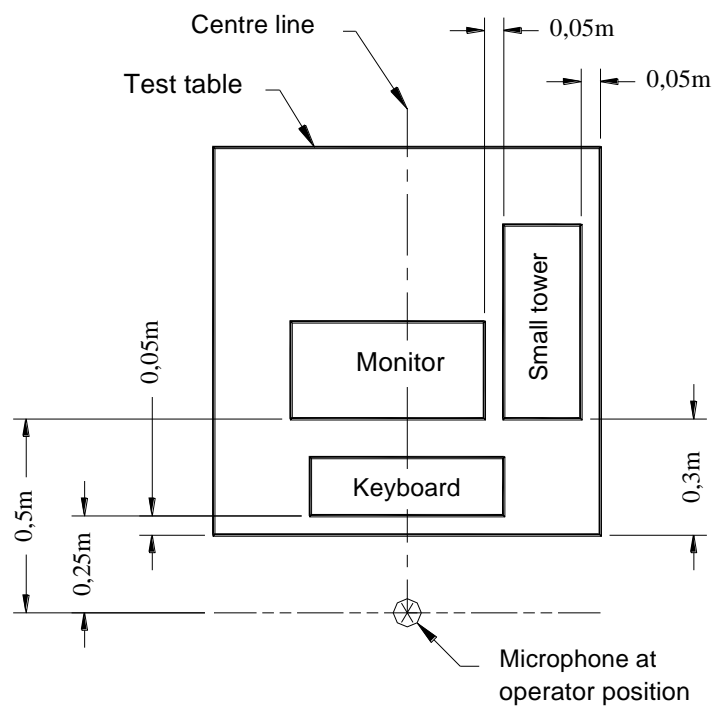 Centre line
0,05m
Test table
0,05m
Small tower
0,05m
Monitor
Keyboard
0,3m
0,5m
0,25m
Microphone at
operator position